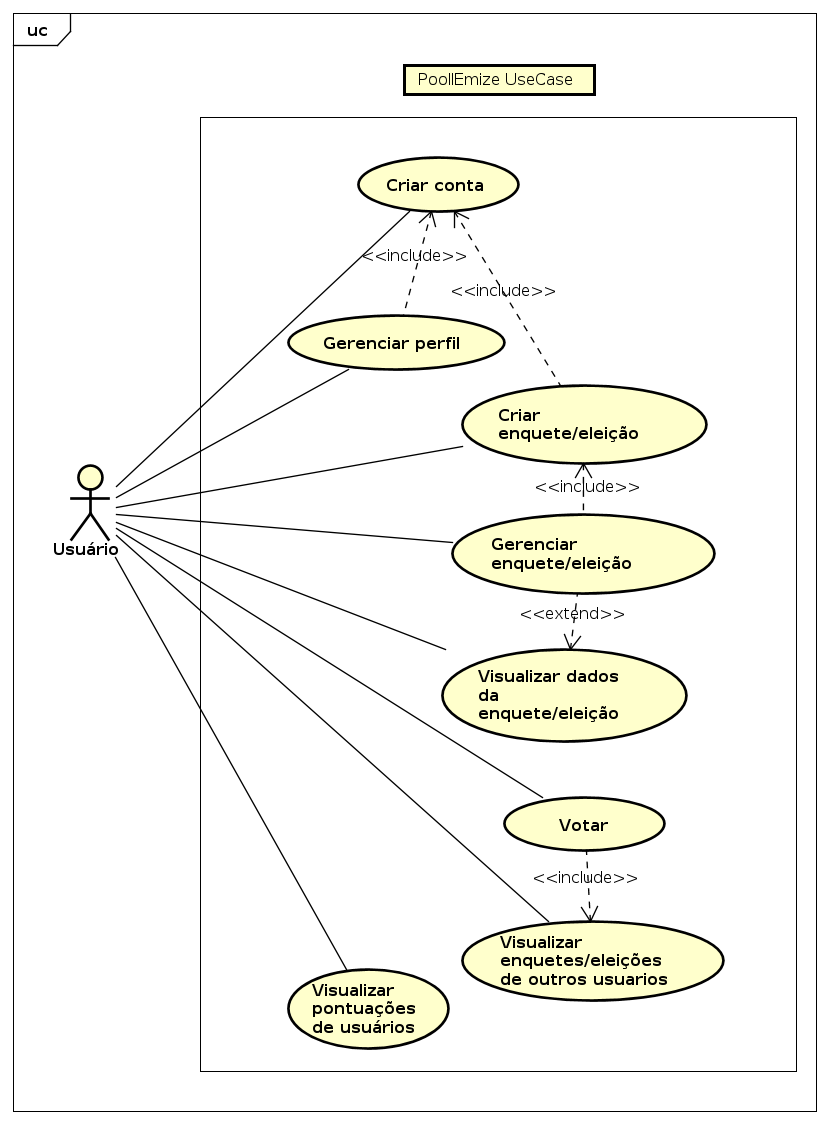 uc
PoollEmize UseCase
Criar conta
<<include>>
<<include>>
Gerenciar perfil
Criar
enquete/eleição
<<include>>
Gerenciar
enquete/eleição
Usuário
<<extend>>
Visualizar dados
da
enquete/eleição
Votar
<<include>>
Visualizar
enquetes/eleições
de outros usuarios
Visualizar
pontuações
de usuários